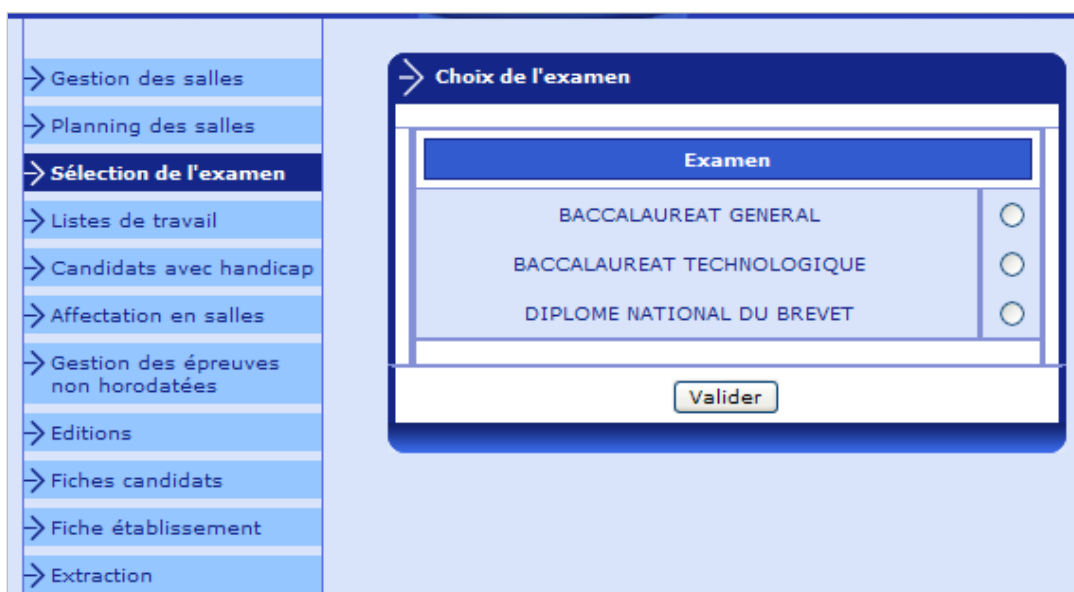 Gestion des salles
Planning des salles
Sélection de l'examen
Listes de travail
Candidats avec handicap
Affectation en salles
Gestion des épreuves
non horodatées
Editions
Fiches candidats
Fiche établissement
Extraction
Choix de l'examen
Examen
BACCALAUREAT GENERAL
BACCALAUREAT TECHNOLOGIQUE
DIPLOME NATIONAL DU BREVET
Valider